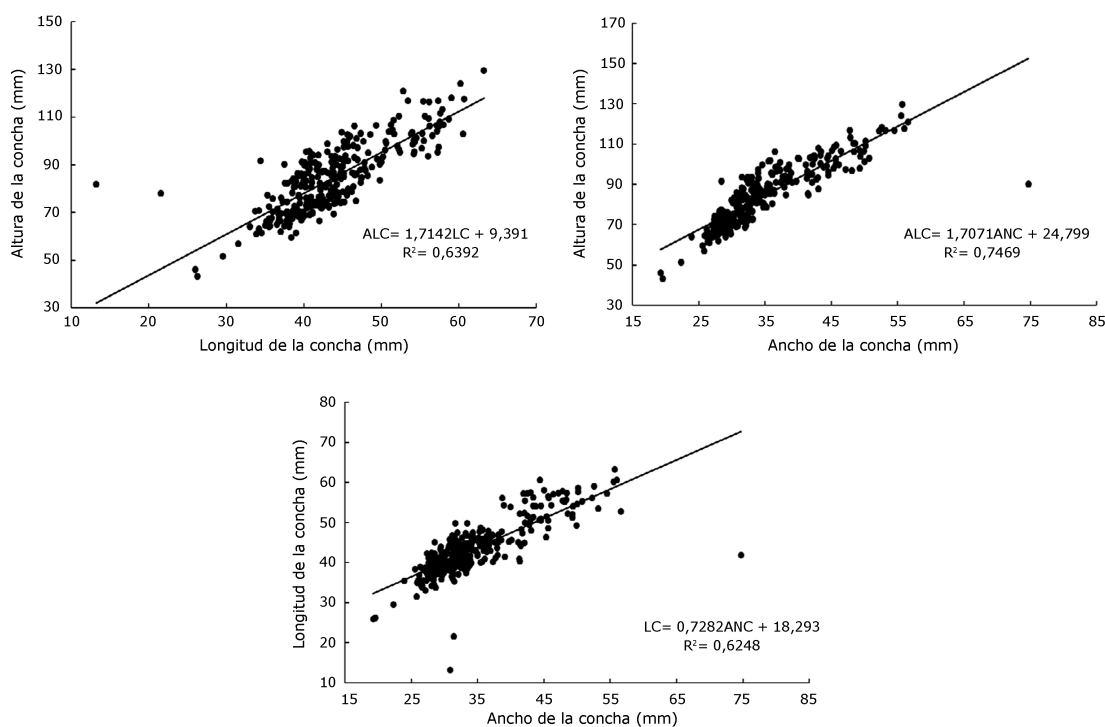 150
130
110
90
70
50
30
Altura de la concha (mm)
ALC= 1,7142LC + 9,391
R²= 0,6392
10 20 30 40 50 60 70
Longitud de la concha (mm)
170
150
130
110
90
70
50
30
Altura de la concha (mm)
ALC= 1,7071ANC + 24,799
R²= 0,7469
15 25 35 45 55 65 75 85
Ancho de la concha (mm)
80
70
60
50
40
30
20
10
Longitud de la concha (mm)
LC= 0,7282ANC + 18,293
R²= 0,6248
15 25 35 45 55 65 75 85
Ancho de la concha (mm)